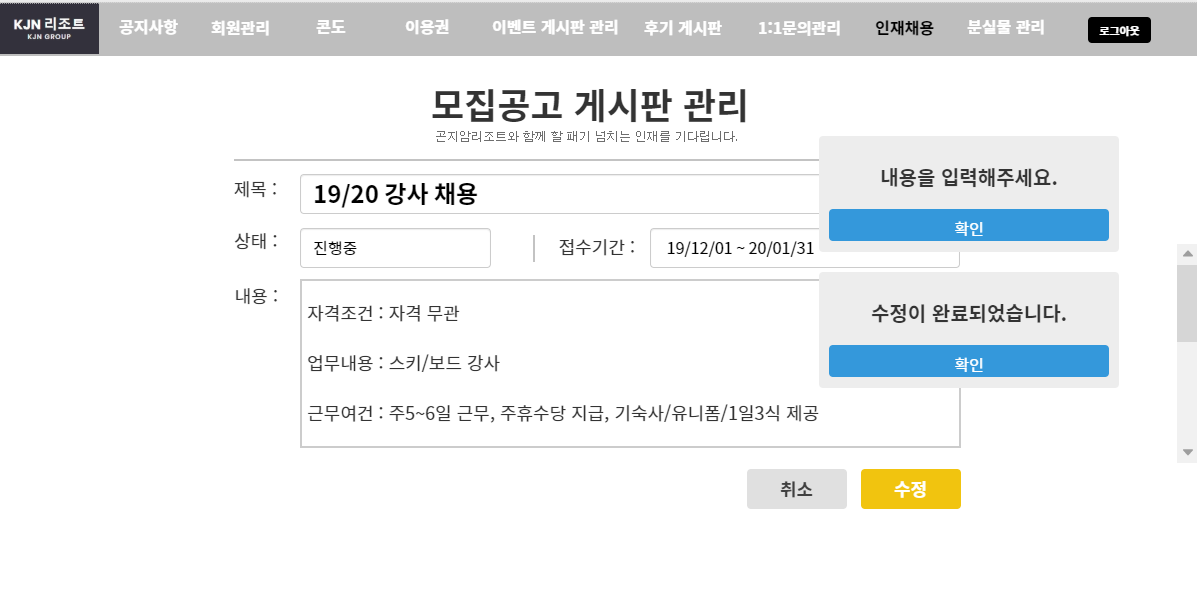 KJN 리조트
KJN GROUP
공지사항 회원관리 콘도 이용권 이벤트 게시판 관리 후기 게시판 1:1문의관리 인재채용 분실물 관리 로그아웃
모집공고 게시판 관리
곤지암리조트와 함께 할 패기 넘치는 인재를 기다립니다.
제목 : 19/20 강사 채용
상태 : 진행중 접수기간 : 19/12/01 ~ 20/01/31
내용 :
자격조건 : 자격 무관
업무내용 : 스키/보드 강사
근무여건 : 주5~6일 근무, 주휴수당 지급, 기숙사/유니폼/1일3식 제공
취소 수정
내용을 입력해주세요.
확인
수정이 완료되었습니다.
확인